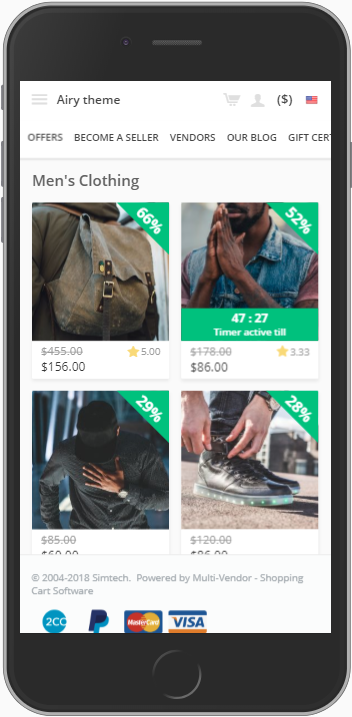 Airy theme ($)
OFFERS BECOME A SELLER VENDORS OUR BLOG GIFT CERT
Men's Clothing
66%
52%
47 : 27
Timer active till
$455.00 5.00
$156.00
$178.00 3.33
$86.00
29%
28%
$85.00
$60.00
$120.00
$86.00
© 2004-2018 Simtech. Powered by Multi-Vendor - Shopping
Cart Software
2CO
P
MasterCard
VISA